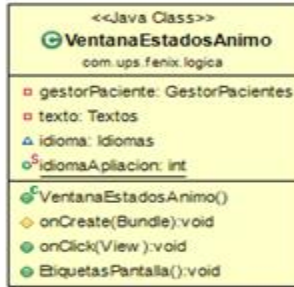 <<Java Class>>
VentanaEstadosAnimo
com.ups.fenix.logica
gestorPaciente: GestorPacientes
texto: Textos
idioma: Idiomas
idiomaApliacion: int
VentanaEstadosAnimo()
onCreate(Bundle):void
onClick(View):void
EtiquetasPantalla():void